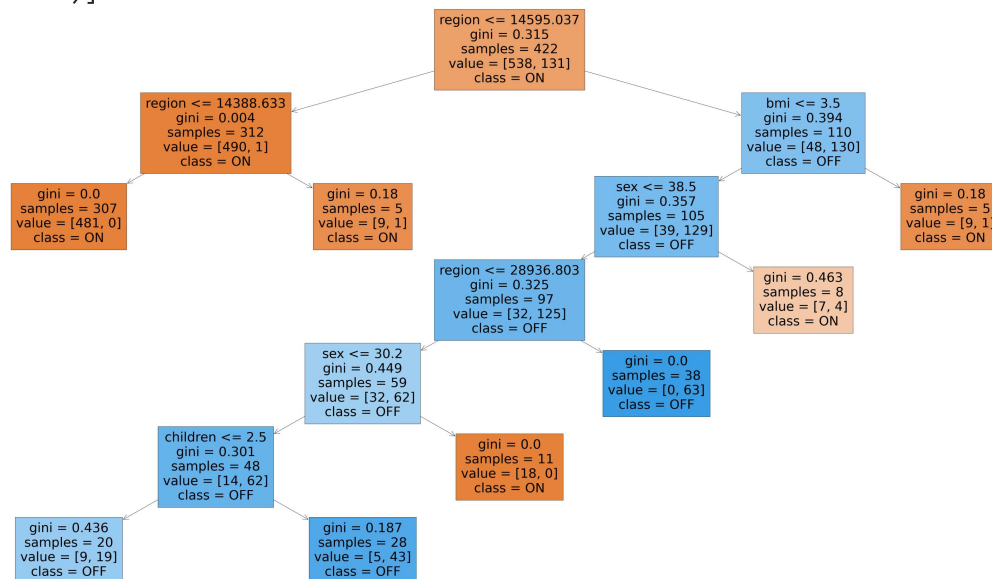 region <= 14595.037
gini = 0.315
samples = 422
value = [538, 131]
class = ON
region <= 14388.633
gini = 0.004
samples = 312
value = [490, 1]
class = ON
bmi <= 3.5
gini = 0.394
samples = 110
value = [48, 130]
class = OFF
gini = 0.0
samples = 307
value = [481, 0]
class = ON
gini = 0.18
samples = 5
value = [9, 1]
class = ON
sex <= 38.5
gini = 0.357
samples = 105
value = [39, 129]
class = OFF
gini = 0.18
samples = 5
value = [9, 1]
class = ON
region <= 28936.803
gini = 0.325
samples = 97
value = [32, 125]
class = OFF
gini = 0.463
samples = 8
value = [7, 4]
class = ON
sex <= 30.2
gini = 0.449
samples = 59
value = [32, 62]
class = OFF
gini = 0.0
samples = 38
value = [0, 63]
class = OFF
children <= 2.5
gini = 0.301
samples = 48
value = [14, 62]
class = OFF
gini = 0.0
samples = 11
value = [18, 0]
class = ON
gini = 0.436
samples = 20
value = [9, 19]
class = OFF
gini = 0.187
samples = 28
value = [5, 43]
class = OFF